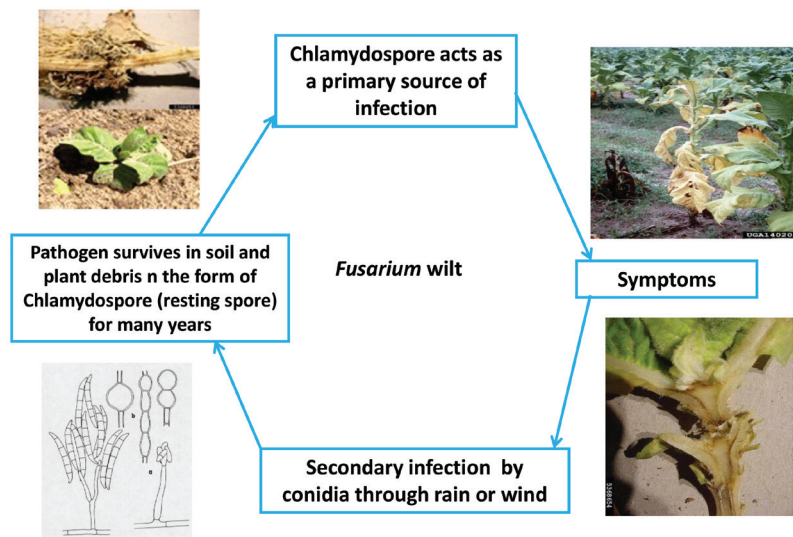 Chlamydospore acts as
a primary source of
infection
UGA14020
Pathogen survives in soil and
plant debris n the form of
Chlamydospore (resting spore)
for many years
Fusarium wilt
Symptoms
b
a
Secondary infection by
conidia through rain or wind
5368654